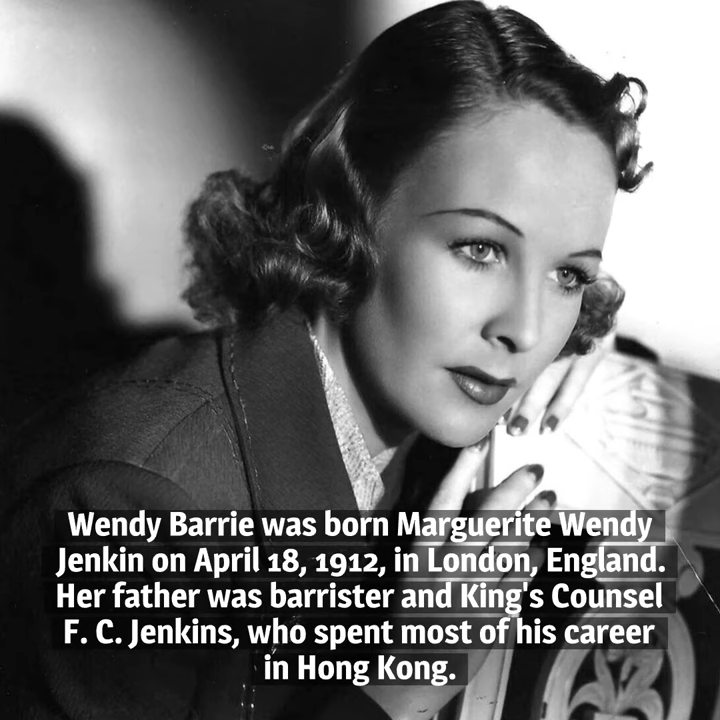 Wendy Barrie was born Marguerite Wendy
Jenkin on April 18, 1912, in London, England.
Her father was barrister and King's Counsel
F. C. Jenkins, who spent most of his career
in Hong Kong.